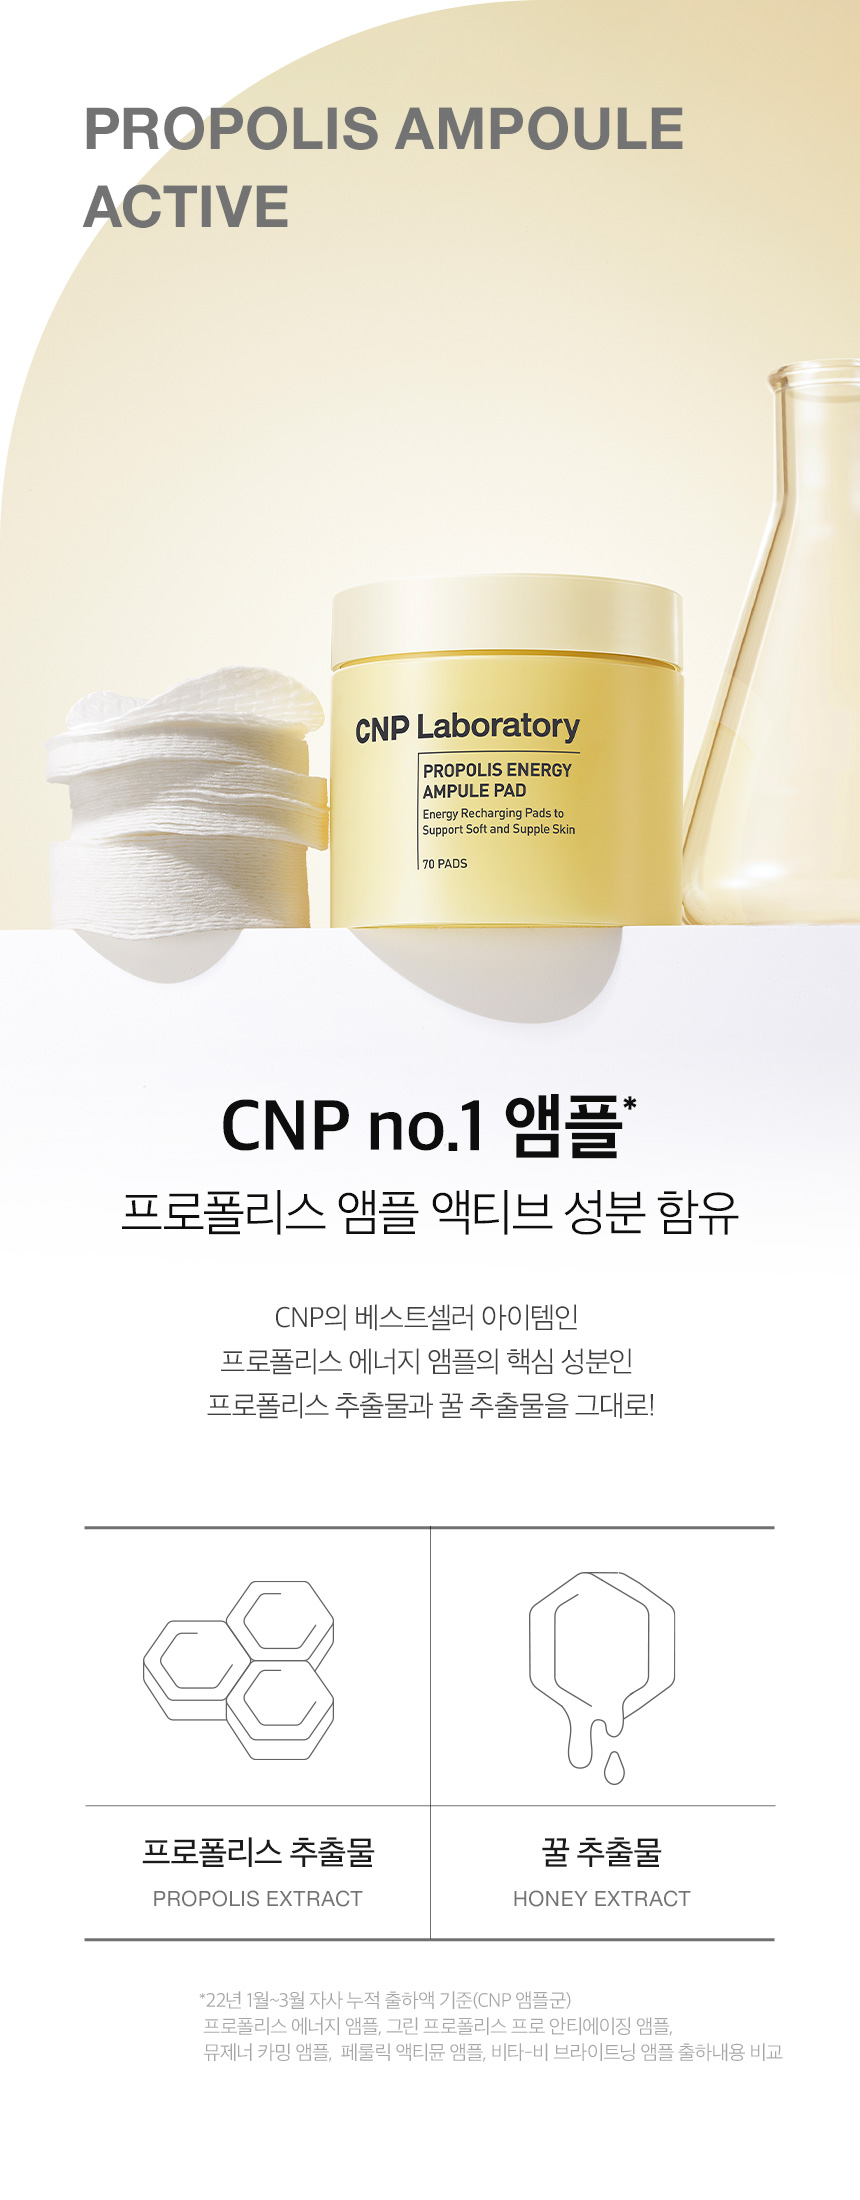 PROPOLIS AMPOULE
ACTIVE
CNP Laboratory
PROPOLIS ENERGY
AMPULE PAD
Energy Recharging Pads to
Support Soft and Supple Skin
70 PADS
CNP no.1 앰플*
프로폴리스 앰플 액티브 성분 함유
CNP의 베스트셀러 아이템인
프로폴리스 에너지 앰플의 핵심 성분인
프로폴리스 추출물과 꿀 추출물을 그대로!
프로폴리스 추출물
PROPOLIS EXTRACT
꿀 추출물
HONEY EXTRACT
*22년 1월~3월 자사 누적 출하액 기준(CNP 앰플군)
프로폴리스 에너지 앰플, 그린 프로폴리스 프로 안티에이징 앰플,
뮤제너 카밍 앰플, 페룰릭 액티뮨 앰플, 비타-비 브라이트닝 앰플 출하내용 비교